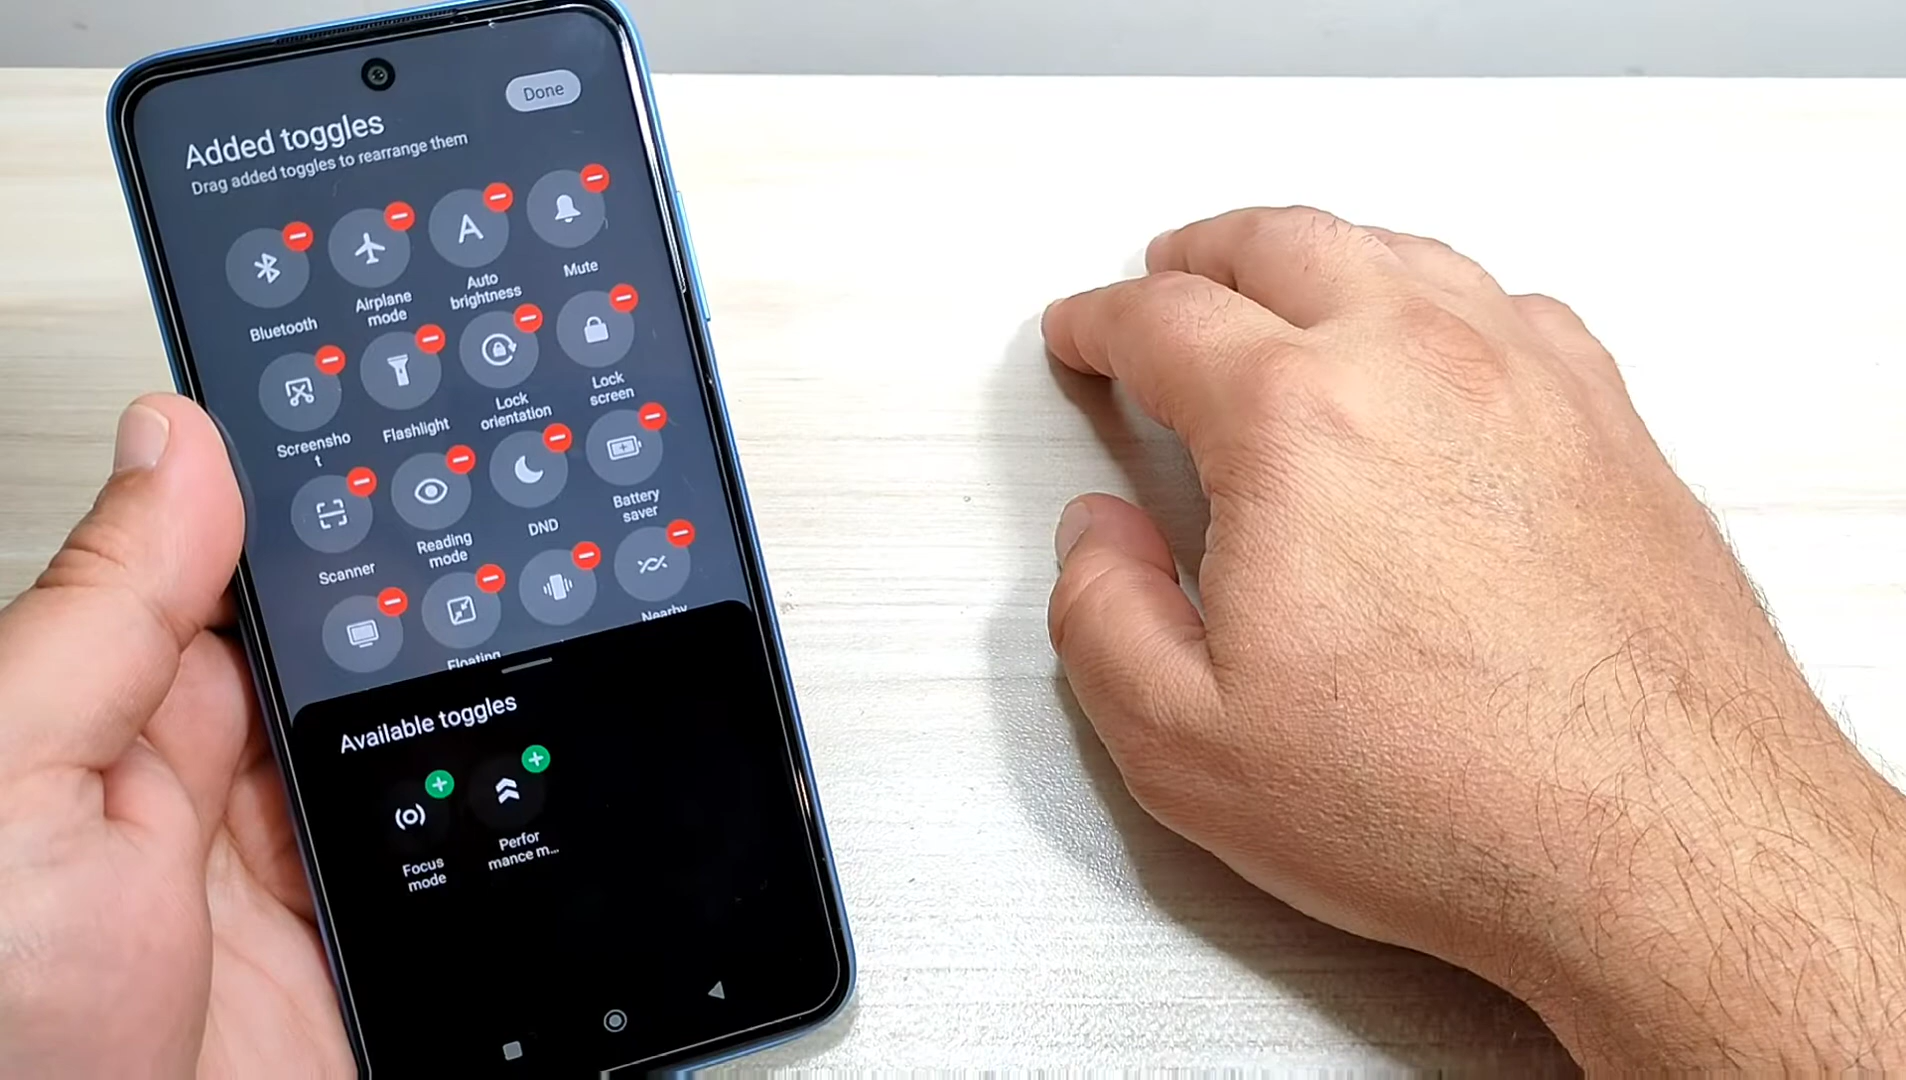 Done
Added toggles
Drag added toggles to rearrange them
Bluetooth
Airplane
mode
Auto
brightness
Mute
Screensho
t
Flashlight
Lock
orientation
Lock
screen
Scanner
Reading
mode
DND
Battery
saver
Floating
Nearby
Available toggles
Focus
mode
Perfor
mance m...